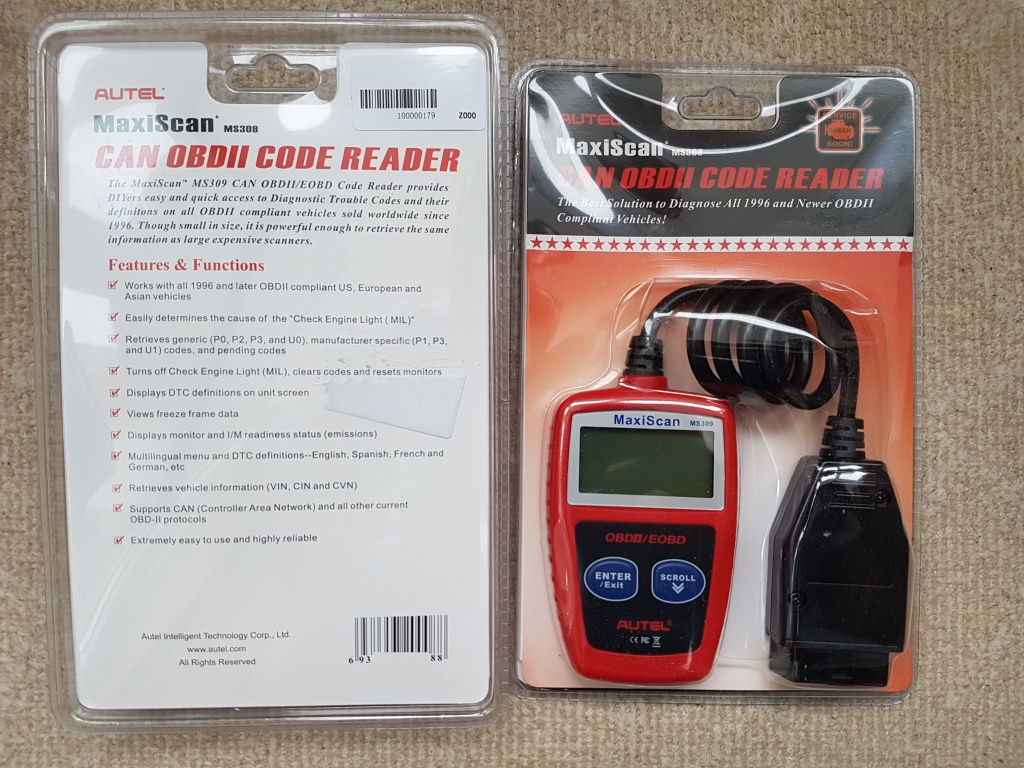 AUTEL
MaxiScan MS309
CAN OBDII CODE READER
100000179
Z000
The MaxiScan™ MS309 CAN OBDII/EOBD Code Reader provides
DIYers easy and quick access to Diagnostic Trouble Codes and their
definitons on all OBDII compliant vehicles sold worldwide since
1996. Though small in size, it is powerful enough to retrieve the same
information as large expensive scanners.
Features & Functions
Works with all 1996 and later OBDII compliant US, European and
Asian vehicles
Easily determines the cause of the "Check Engine Light ( MIL)"
Retrieves generic (P0, P2, P3, and U0), manufacturer specific (P1, P3,
and U1) codes, and pending codes
Turns off Check Engine Light (MIL), clears codes and resets monitors
Displays DTC definitions on unit screen
Views freeze frame data
Displays monitor and I/M readiness status (emissions)
Multilingual menu and DTC definitions--English, Spanish, French and
German, etc
Retrieves vehicle information (VIN, CIN and CVN)
Supports CAN (Controller Area Network) and all other current
OBD-II protocols
Extremely easy to use and highly reliable
Autel Intelligent Technology Corp., Ltd.
www.autel.com
All Rights Reserved
6 93 88
AUTEL
MaxiScan MS309
CAN OBDII CODE READER
The Best Solution to Diagnose All 1996 and Newer OBDII
Compliant Vehicles!
SERVICE
CHECK
SOON!
MaxiScan MS309
OBDII/EOBD
ENTER
/Exit
SCROLL
AUTEL
CE FC